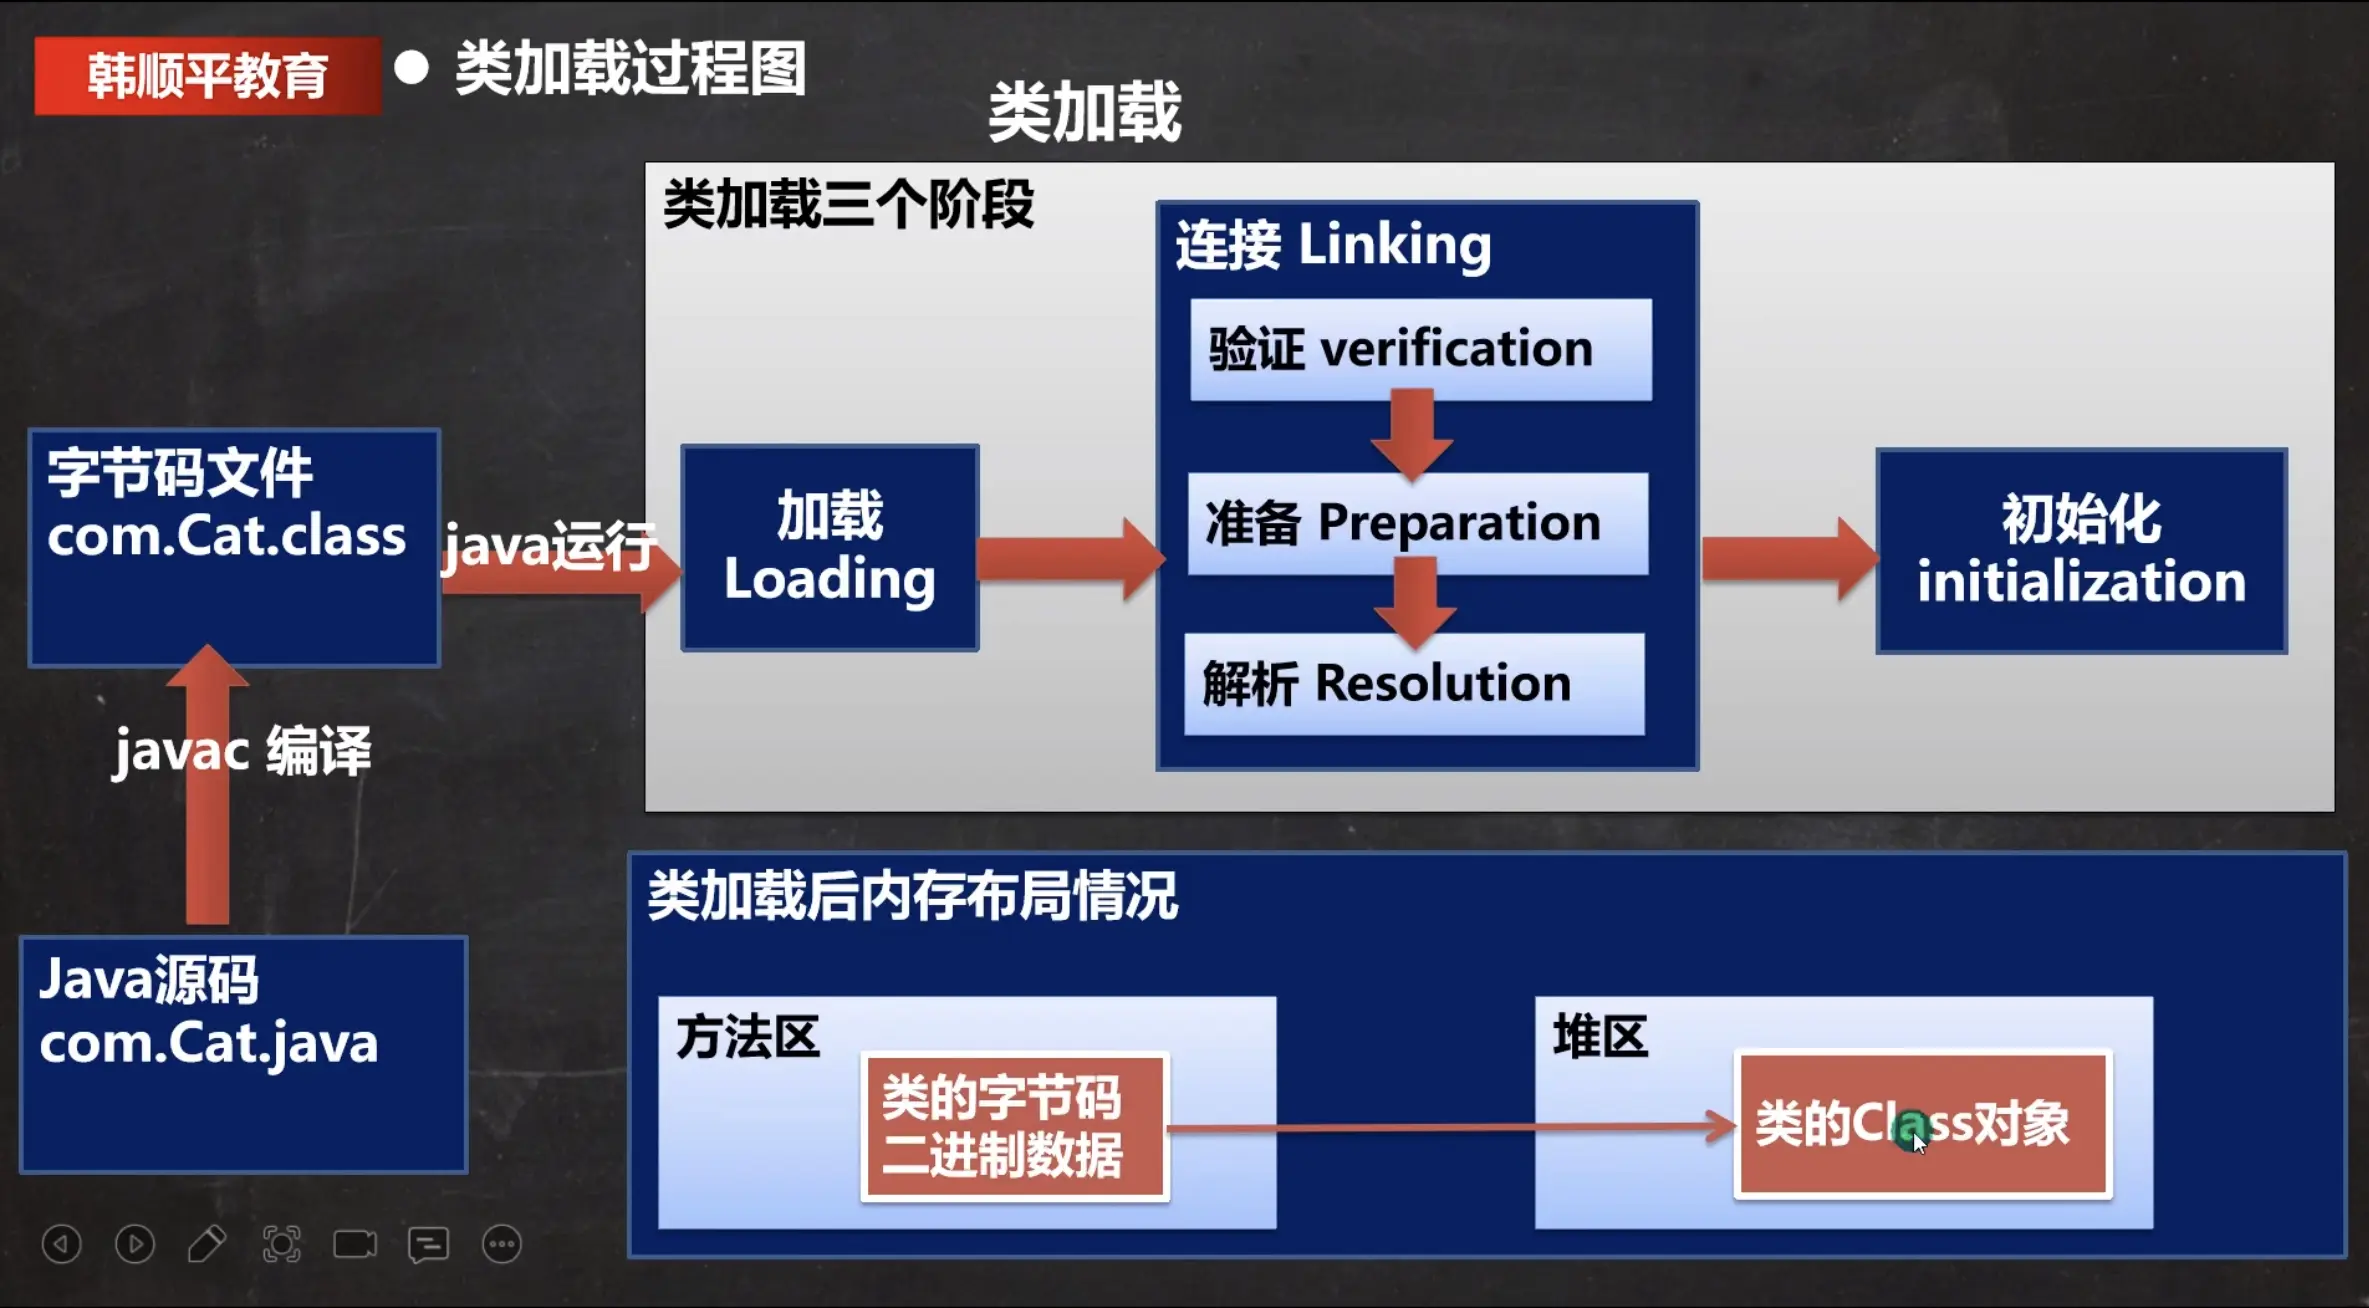 韩顺平教育
类加载过程图
类加载
类加载三个阶段
连接 Linking
验证 verification
准备 Preparation
解析 Resolution
字节码文件
com.Cat.class
java运行
加载
Loading
初始化
initialization
javac 编译
Java源码
com.Cat.java
类加载后内存布局情况
方法区
类的字节码
二进制数据
堆区
类的Class对象